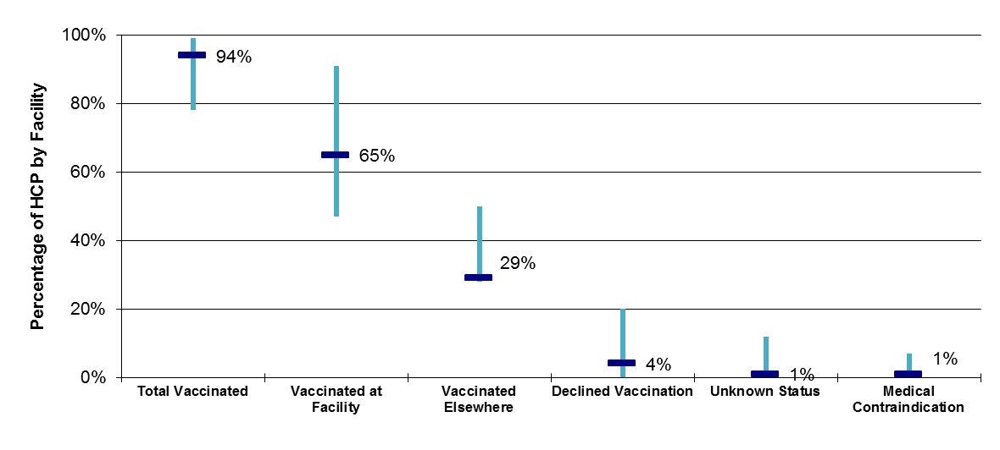 Percentage of HCP by Facility
100%
80%
60%
40%
20%
0%
94%
65%
29%
4%
1%
1%
Total Vaccinated
Vaccinated at
Facility
Vaccinated
Elsewhere
Declined Vaccination
Unknown Status
Medical
Contraindication